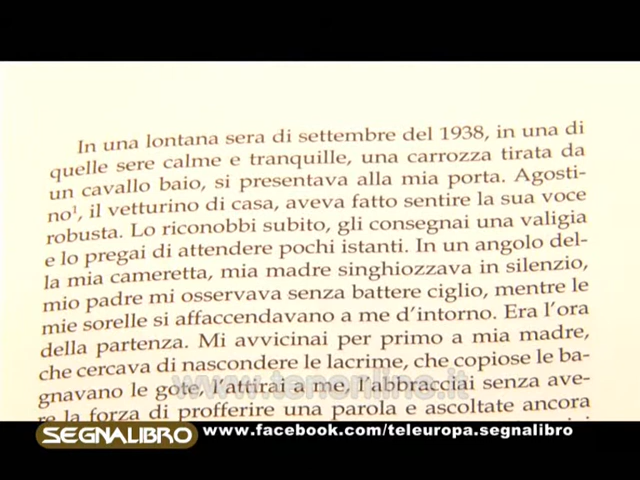 In una lontana sera di settembre del 1938, in una di
quelle sere calme e tranquille, una carrozza tirata da
un cavallo baio, si presentava alla mia porta. Agosti-
no¹, il vetturino di casa, aveva fatto sentire la sua voce
robusta. Lo riconobbi subito, gli consegnai una valigia
e lo pregai di attendere pochi istanti. In un angolo del-
la mia cameretta, mia madre singhiozzava in silenzio,
mio padre mi osservava senza battere ciglio, mentre le
mie sorelle si affaccendavano a me d'intorno. Era l'ora
della partenza. Mi avvicinai per primo a mia madre,
che cercava di nascondere le lacrime, che copiose le ba-
gnavano le gote, l'attirai a me, l'abbracciai senza ave-
www.tenonline.it
re la forza di profferire una parola e ascoltate ancora
SEGNALIBRO www.facebook.com/teleuropa.segnalibro